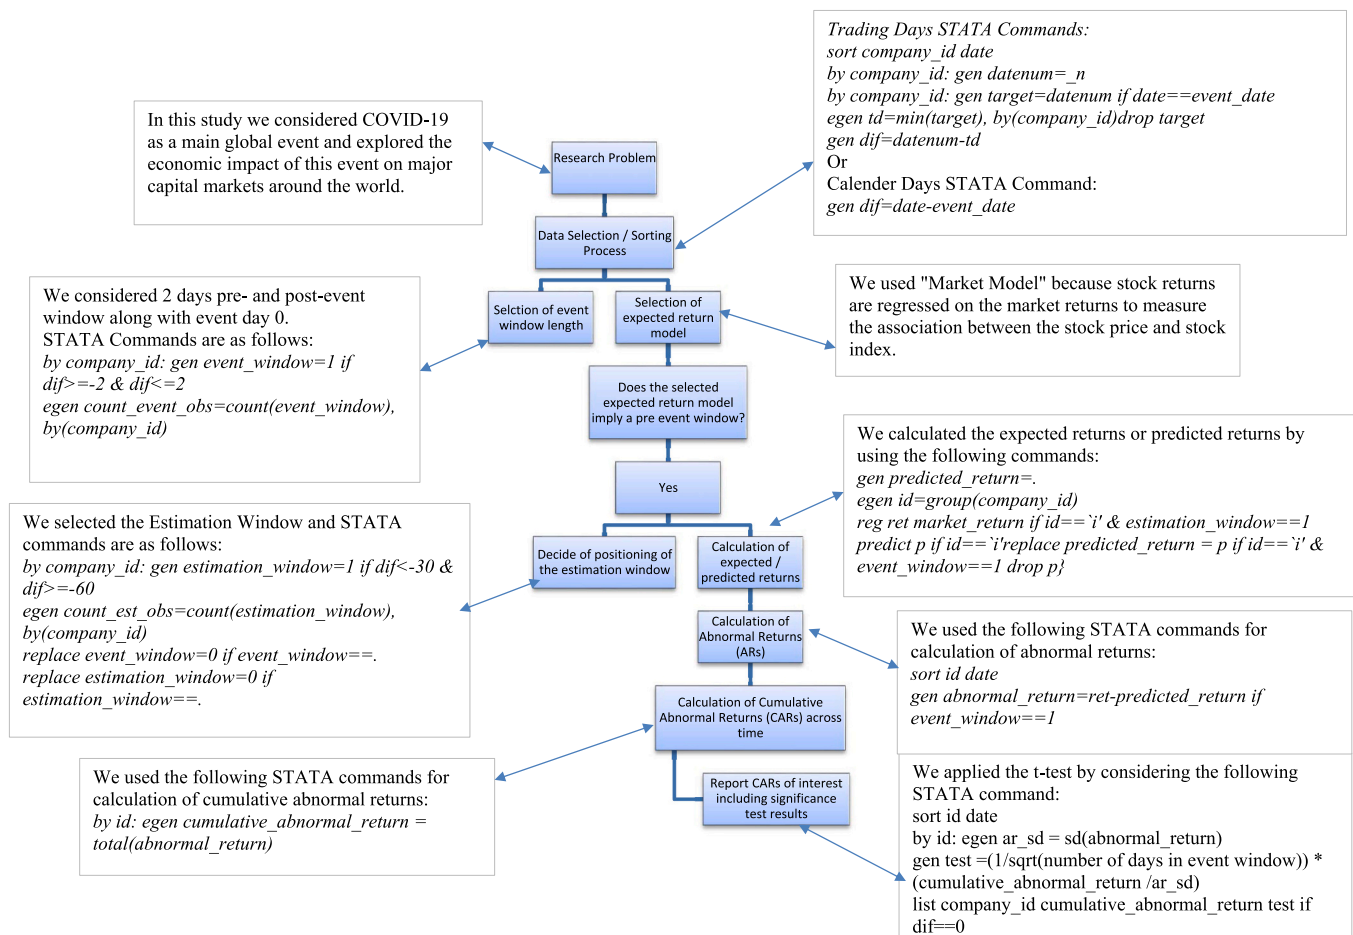 Trading Days STATA Commands:
sort company_id date
by company_id: gen datenum=_n
by company_id: gen target=datenum if date==event_date
egen td=min(target), by(company_id)drop target
gen dif=datenum-td
Or
Calender Days STATA Command:
gen dif=date-event_date
In this study we considered COVID-19
as a main global event and explored the
economic impact of this event on major
capital markets around the world.
Research Problem
Data Selection / Sorting
Process
We considered 2 days pre- and post-event
window along with event day 0.
STATA Commands are as follows:
by company_id: gen event_window=1 if
dif>=-2 & dif<=2
egen count_event_obs=count(event_window),
by(company_id)
Selction of event
window length
Selection of
expected return
model
We used "Market Model" because stock returns
are regressed on the market returns to measure
the association between the stock price and stock
index.
Does the selected
expected return model
imply a pre event window?
Yes
We calculated the expected returns or predicted returns by
using the following commands:
gen predicted_return=.
egen id=group(company_id)
reg ret market_return if id==`i' & estimation_window==1
predict p if id==`i'replace predicted_return = p if id==`i' &
event_window==1 drop p}
We selected the Estimation Window and STATA
commands are as follows:
by company_id: gen estimation_window=1 if dif<-30 &
dif>=-60
egen count_est_obs=count(estimation_window),
by(company_id)
replace event_window=0 if event_window==.
replace estimation_window=0 if
estimation_window==.
Decide of positioning of
the estimation window
Calculation of
expected /
predicted returns
Calculation of
Abnormal Returns
(ARs)
We used the following STATA commands for
calculation of abnormal returns:
sort id date
gen abnormal_return=ret-predicted_return if
event_window==1
Calculation of Cumulative
Abnormal Returns (CARs) across
time
We used the following STATA commands for
calculation of cumulative abnormal returns:
by id: egen cumulative_abnormal_return =
total(abnormal_return)
Report CARs of interest
including significance
test results
We applied the t-test by considering the following
STATA command:
sort id date
by id: egen ar_sd = sd(abnormal_return)
gen test =(1/sqrt(number of days in event window)) *
(cumulative_abnormal_return /ar_sd)
list company_id cumulative_abnormal_return test if
dif==0